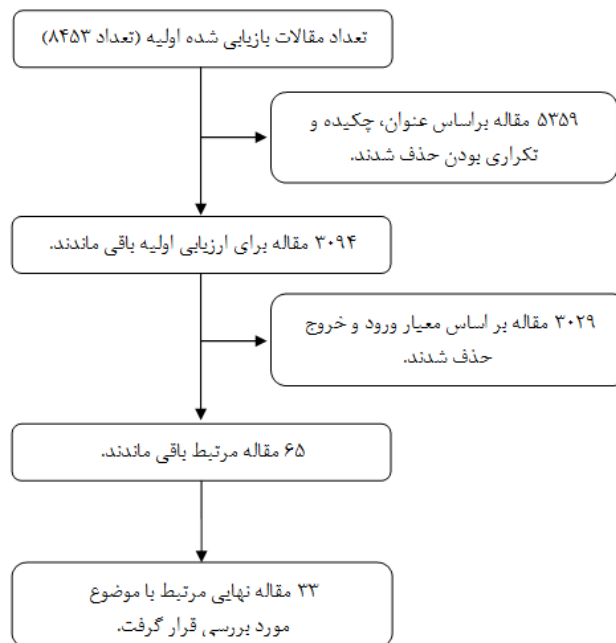 تعداد مقالات بازیابی شده اولیه (تعداد ۸۴۵۳)
۵۳۵۹ مقاله براساس عنوان، چکیده و
تکراری بودن حذف شدند.
۳۰۹۴ مقاله برای ارزیابی اولیه باقی ماندند.
۳۰۲۹ مقاله بر اساس معیار ورود و خروج
حذف شدند.
۶۵ مقاله مرتبط باقی ماندند.
۳۳ مقاله نهایی مرتبط با موضوع
مورد بررسی قرار گرفت.